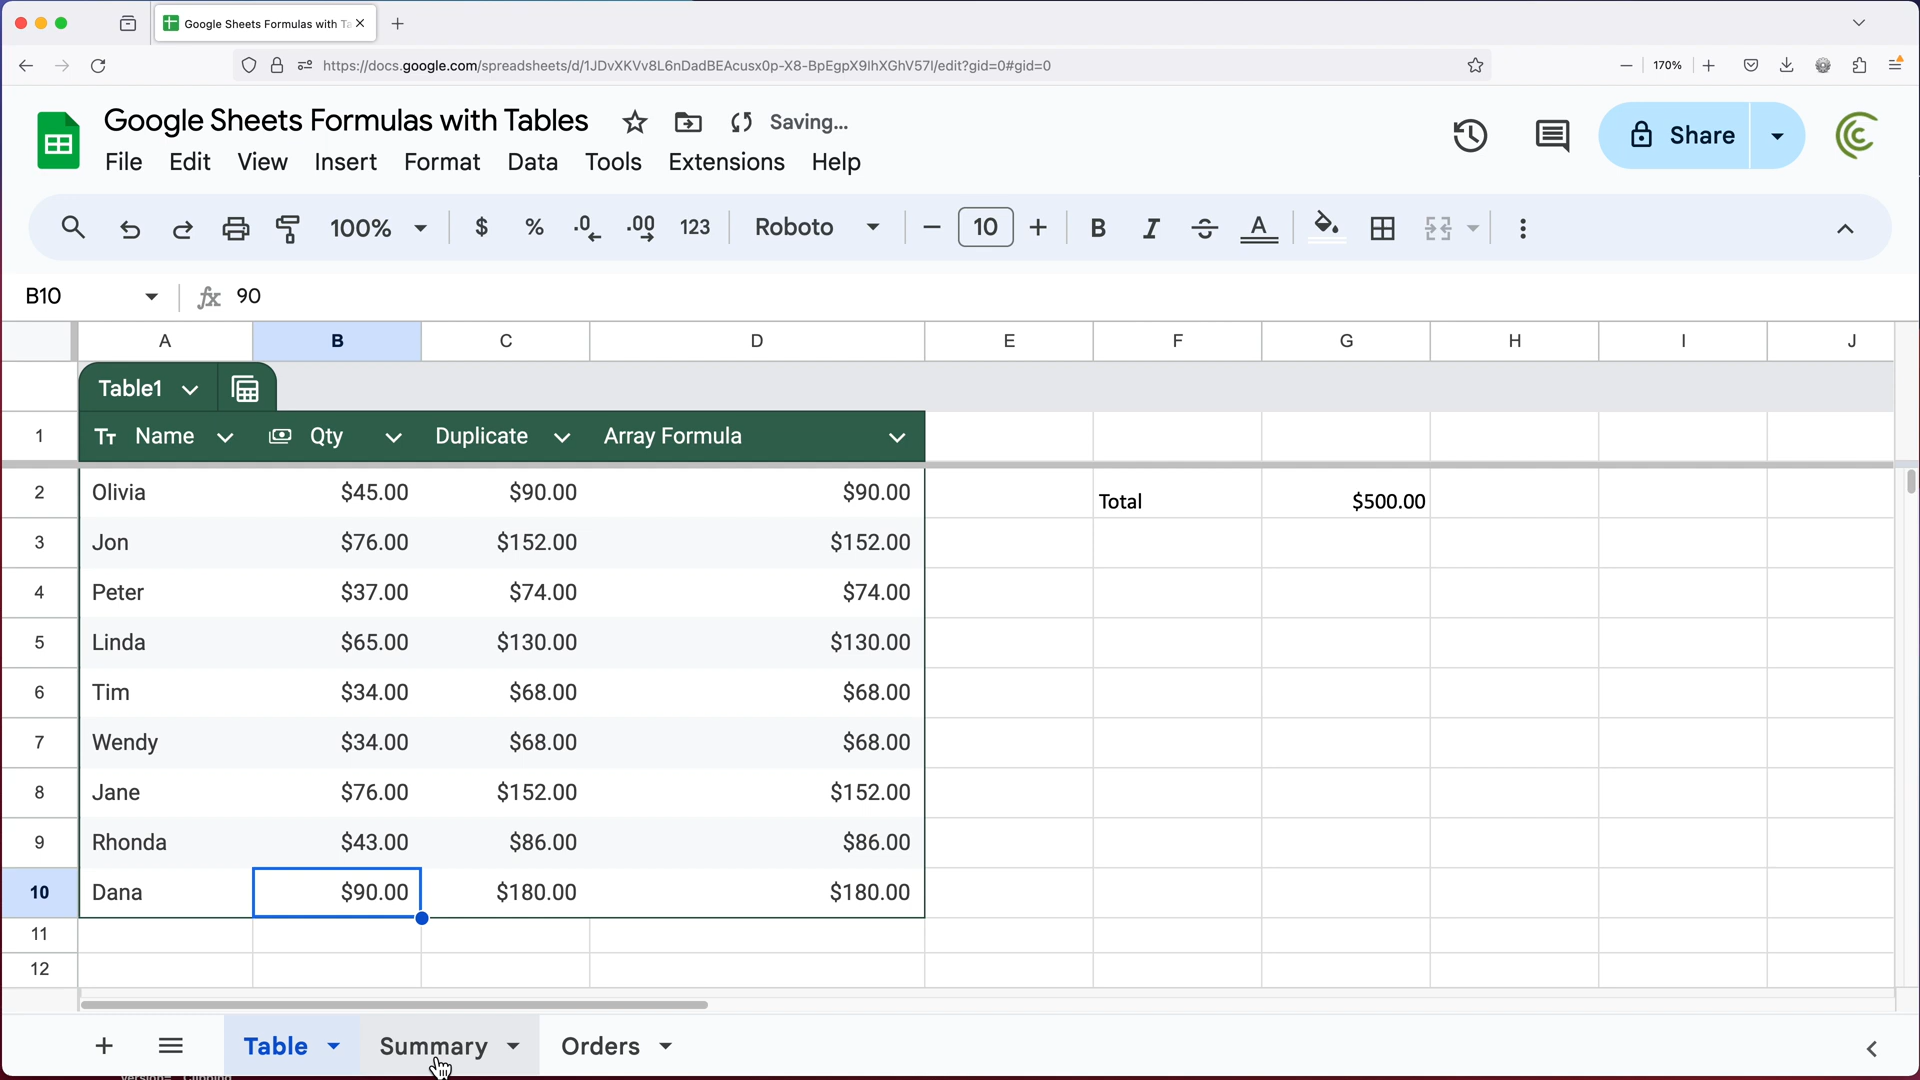 Google Sheets Formulas with Ta
https://docs.google.com/spreadsheets/d/1JDvXKVv8L6nDadBEAcusx0p-X8-BpEgpX9IhXGhV57I/edit?gid=0#gid=0
170%
Google Sheets Formulas with Tables
Saving...
Share
File Edit View Insert Format Data Tools Extensions Help
100% $ % .0 .00 123 Roboto 10 B I S A
B10 fx 90
A B C D E F G H I J
Table1
1 Tт Name Qty Duplicate Array Formula
2 Olivia $45.00 $90.00 $90.00 Total $500.00
3 Jon $76.00 $152.00 $152.00
4 Peter $37.00 $74.00 $74.00
5 Linda $65.00 $130.00 $130.00
6 Tim $34.00 $68.00 $68.00
7 Wendy $34.00 $68.00 $68.00
8 Jane $76.00 $152.00 $152.00
9 Rhonda $43.00 $86.00 $86.00
10 Dana $90.00 $180.00 $180.00
11
12
Table Summary Orders